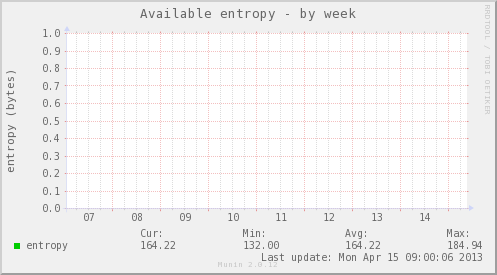 Available entropy - by week
RRDTOOL / TOBI OETIKER
entropy (bytes)
1.0
0.9
0.8
0.7
0.6
0.5
0.4
0.3
0.2
0.1
0.0
07 08 09 10 11 12 13 14
Cur: Min: Avg: Max:
entropy 164.22 132.00 164.22 184.94
Last update: Mon Apr 15 09:00:06 2013
Munin 2.0.12